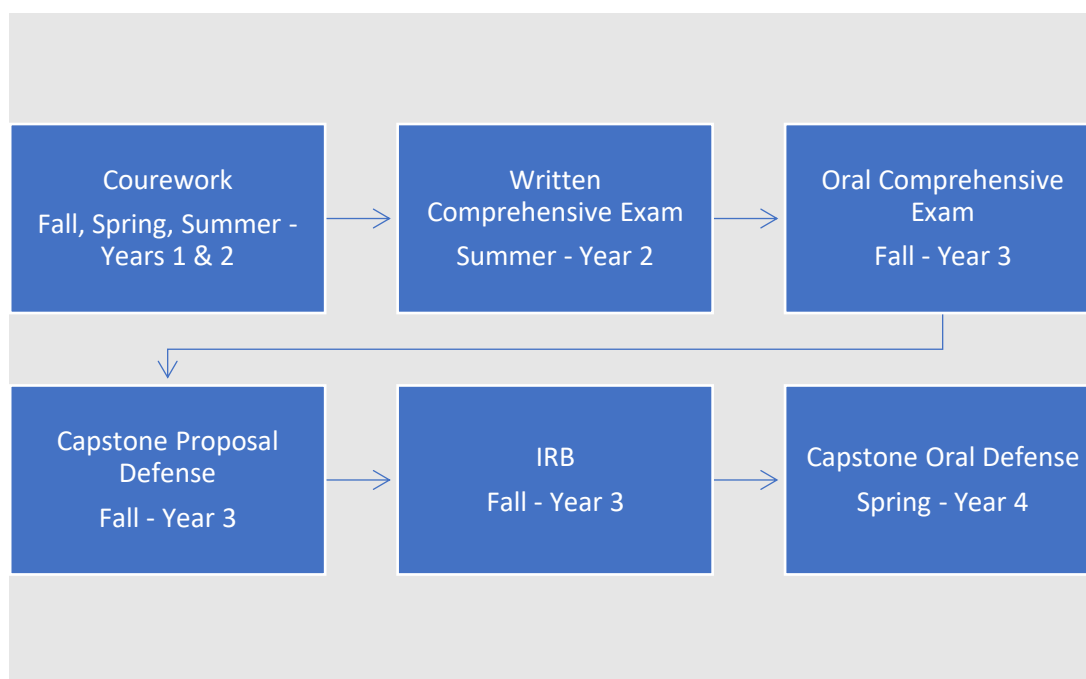 Courework
Fall, Spring, Summer -
Years 1 & 2
Written
Comprehensive Exam
Summer - Year 2
Oral Comprehensive
Exam
Fall - Year 3
Capstone Proposal
Defense
Fall - Year 3
IRB
Fall - Year 3
Capstone Oral Defense
Spring - Year 4